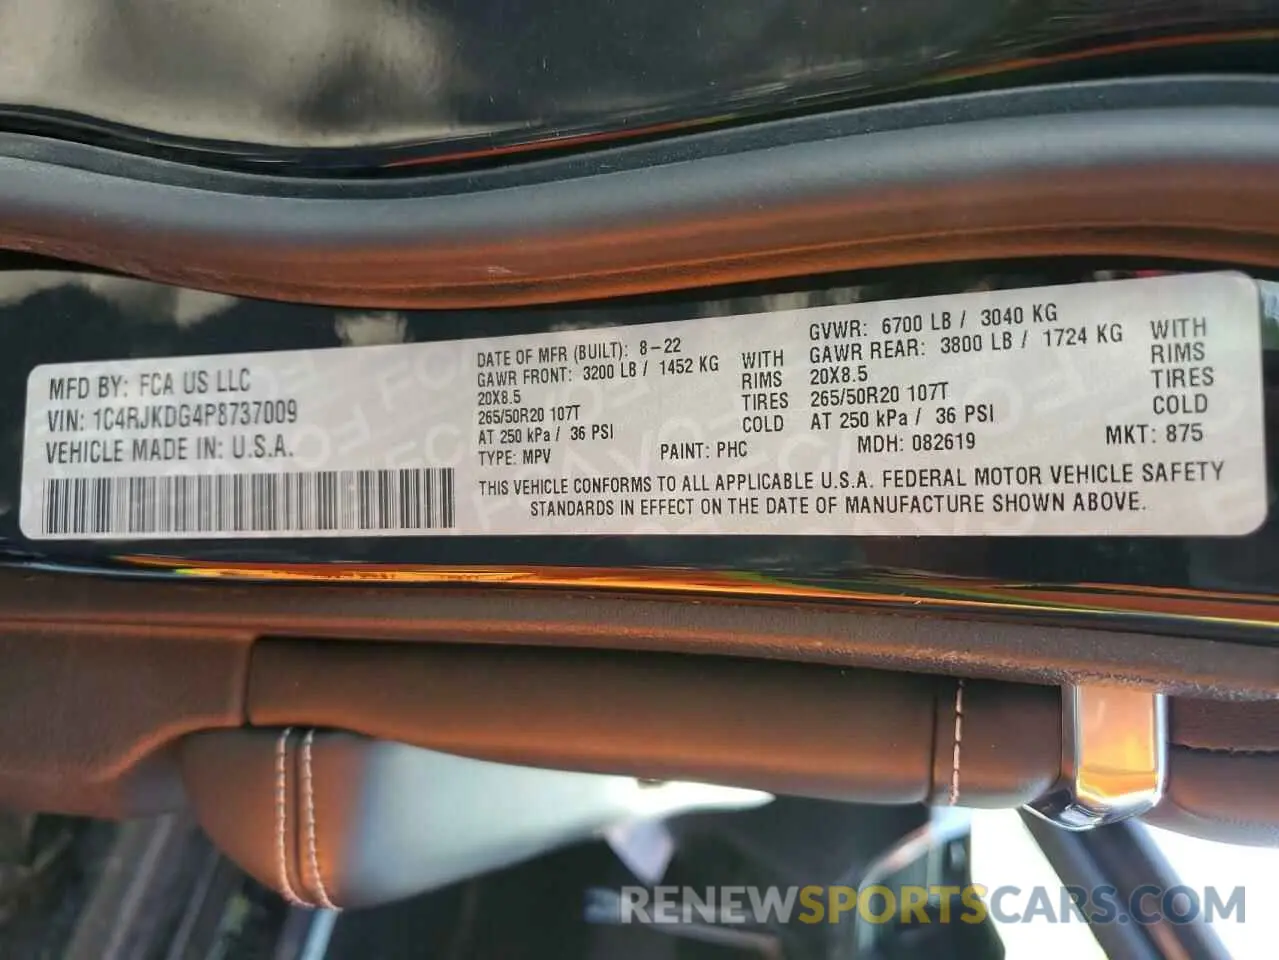 MFD BY: FCA US LLC
VIN: 1C4RJKDG4P8737009
VEHICLE MADE IN: U.S.A.
DATE OF MFR (BUILT): 8-22
GAWR FRONT: 3200 LB / 1452 KG WITH
20X8.5 RIMS
265/50R20 107T TIRES
AT 250 kPa / 36 PSI COLD
TYPE: MPV
PAINT: PHC
GVWR: 6700 LB / 3040 KG
GAWR REAR: 3800 LB / 1724 KG WITH
20X8.5 RIMS
265/50R20 107T TIRES
AT 250 kPa / 36 PSI COLD
MDH: 082619
MKT: 875
THIS VEHICLE CONFORMS TO ALL APPLICABLE U.S.A. FEDERAL MOTOR VEHICLE SAFETY
STANDARDS IN EFFECT ON THE DATE OF MANUFACTURE SHOWN ABOVE.
RENEWSPORTSCARS.COM